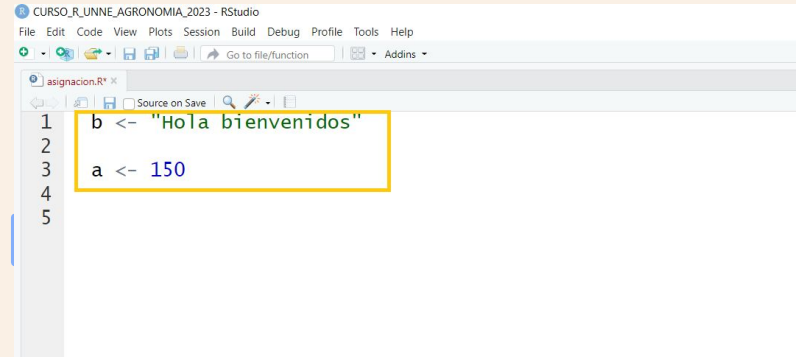 CURSO_R_UNNE_AGRONOMIA_2023 - RStudio
File Edit Code View Plots Session Build Debug Profile Tools Help
Go to file/function Addins
asignacion.R*
Source on Save
1 b <- "Hola bienvenidos"
2
3 a <- 150
4
5